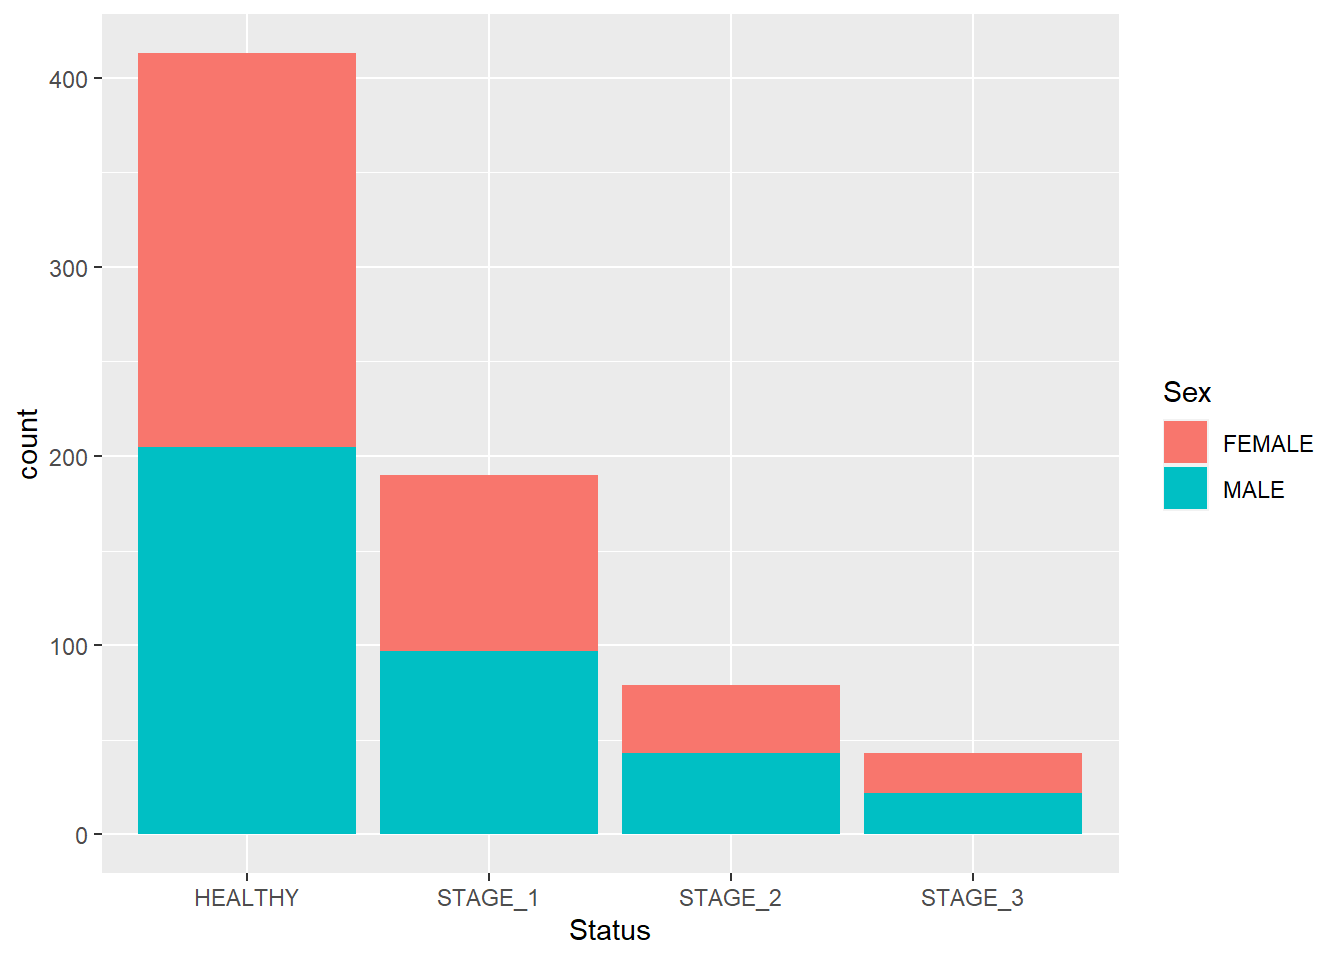 400
300
200
100
0
count
HEALTHY
STAGE_1
STAGE_2
STAGE_3
Status
Sex
FEMALE
MALE